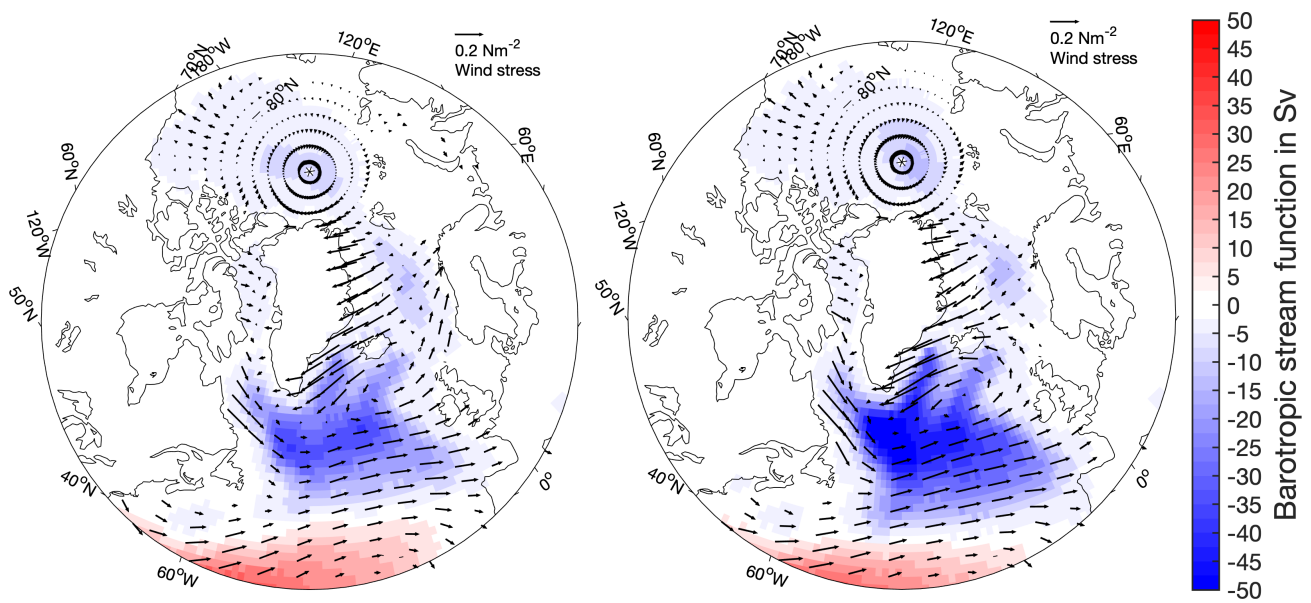 120°E
0.2 Nm-2
Wind stress
70°N
180°W
80°N
60°E
60°N
120°W
50°N
40°N
60°W
0°
120°E
0.2 Nm-2
Wind stress
70°N
180°W
80°N
60°E
60°N
120°W
50°N
40°N
60°W
0°
50
45
40
35
30
25
20
15
10
5
0
-5
-10
-15
-20
-25
-30
-35
-40
-45
-50
Barotropic stream function in Sv